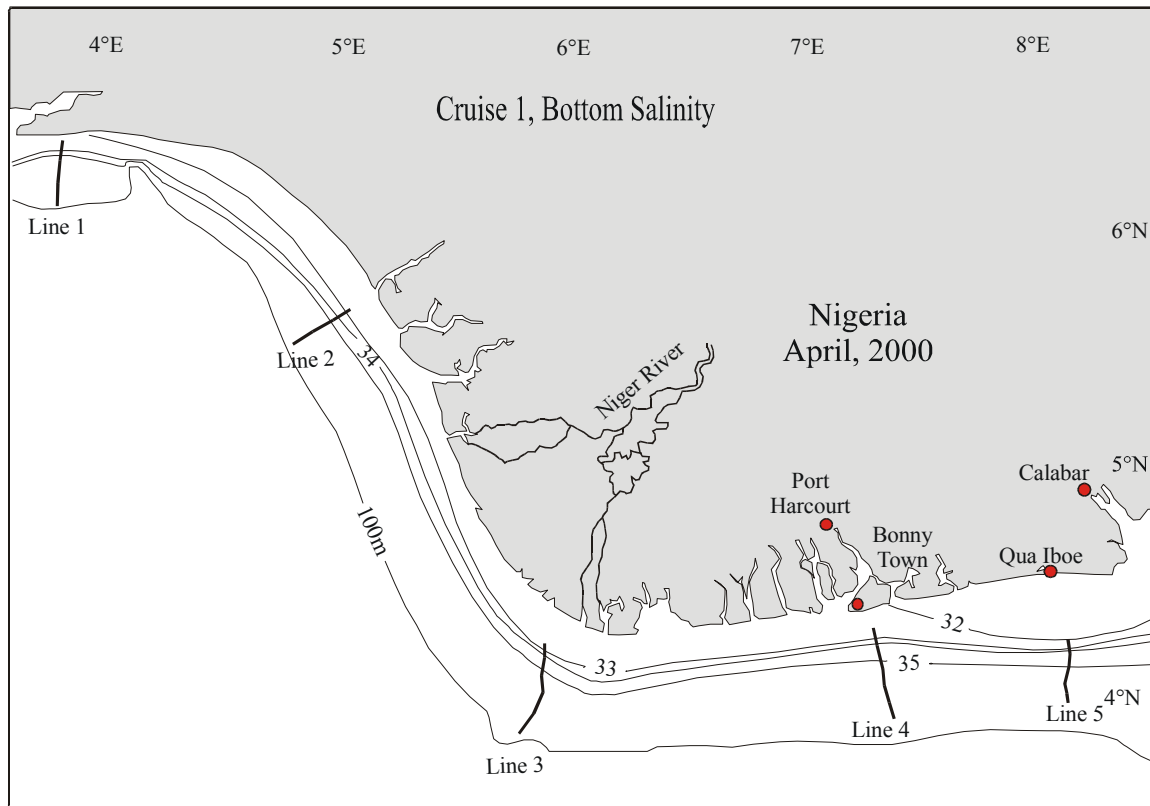 4°E
5°E
6°E
7°E
8°E
Cruise 1, Bottom Salinity
Line 1
6°N
Nigeria
April, 2000
Line 2
34
Niger River
5°N
Calabar
Port
Harcourt
100m
Bonny
Town
Qua Iboe
32
33
35
4°N
Line 5
Line 4
Line 3